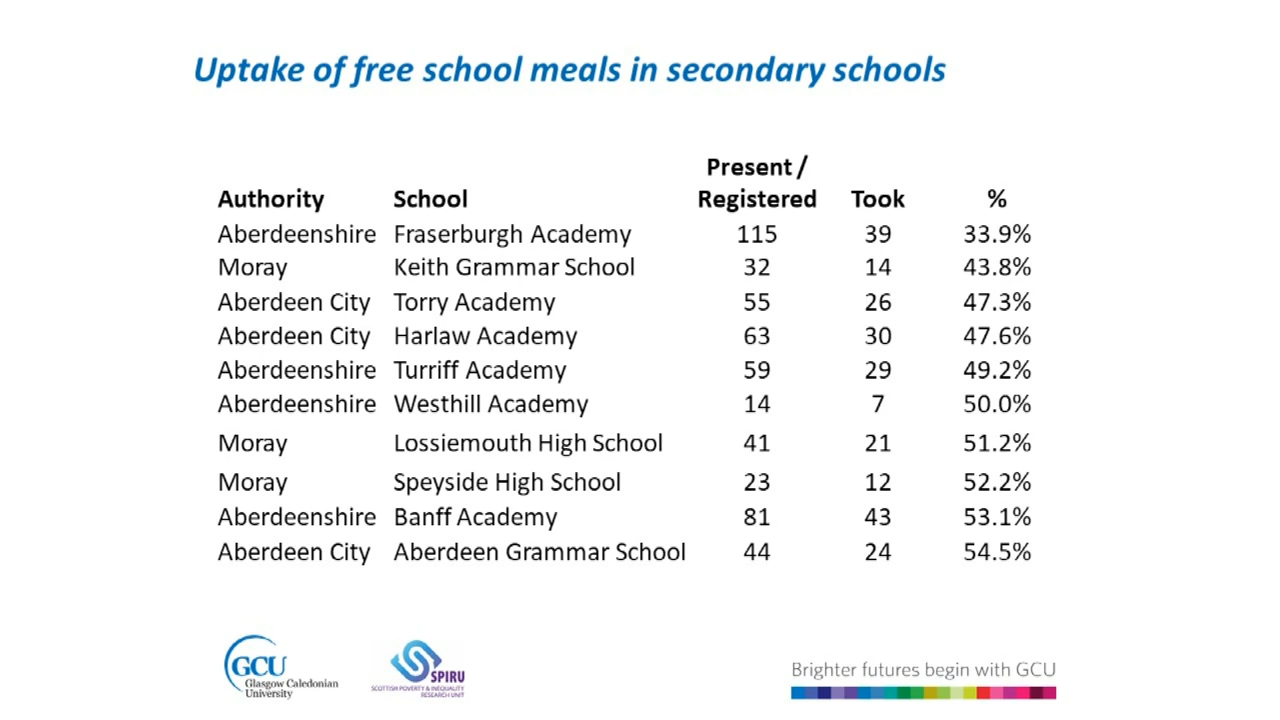 Uptake of free school meals in secondary schools
Present /
Authority School Registered Took %
Aberdeenshire Fraserburgh Academy 115 39 33.9%
Moray Keith Grammar School 32 14 43.8%
Aberdeen City Torry Academy 55 26 47.3%
Aberdeen City Harlaw Academy 63 30 47.6%
Aberdeenshire Turriff Academy 59 29 49.2%
Aberdeenshire Westhill Academy 14 7 50.0%
Moray Lossiemouth High School 41 21 51.2%
Moray Speyside High School 23 12 52.2%
Aberdeenshire Banff Academy 81 43 53.1%
Aberdeen City Aberdeen Grammar School 44 24 54.5%
GCU
Glasgow Caledonian
University
SPIRU
SCOTTISH POVERTY & INEQUALITY
RESEARCH UNIT
Brighter futures begin with GCU